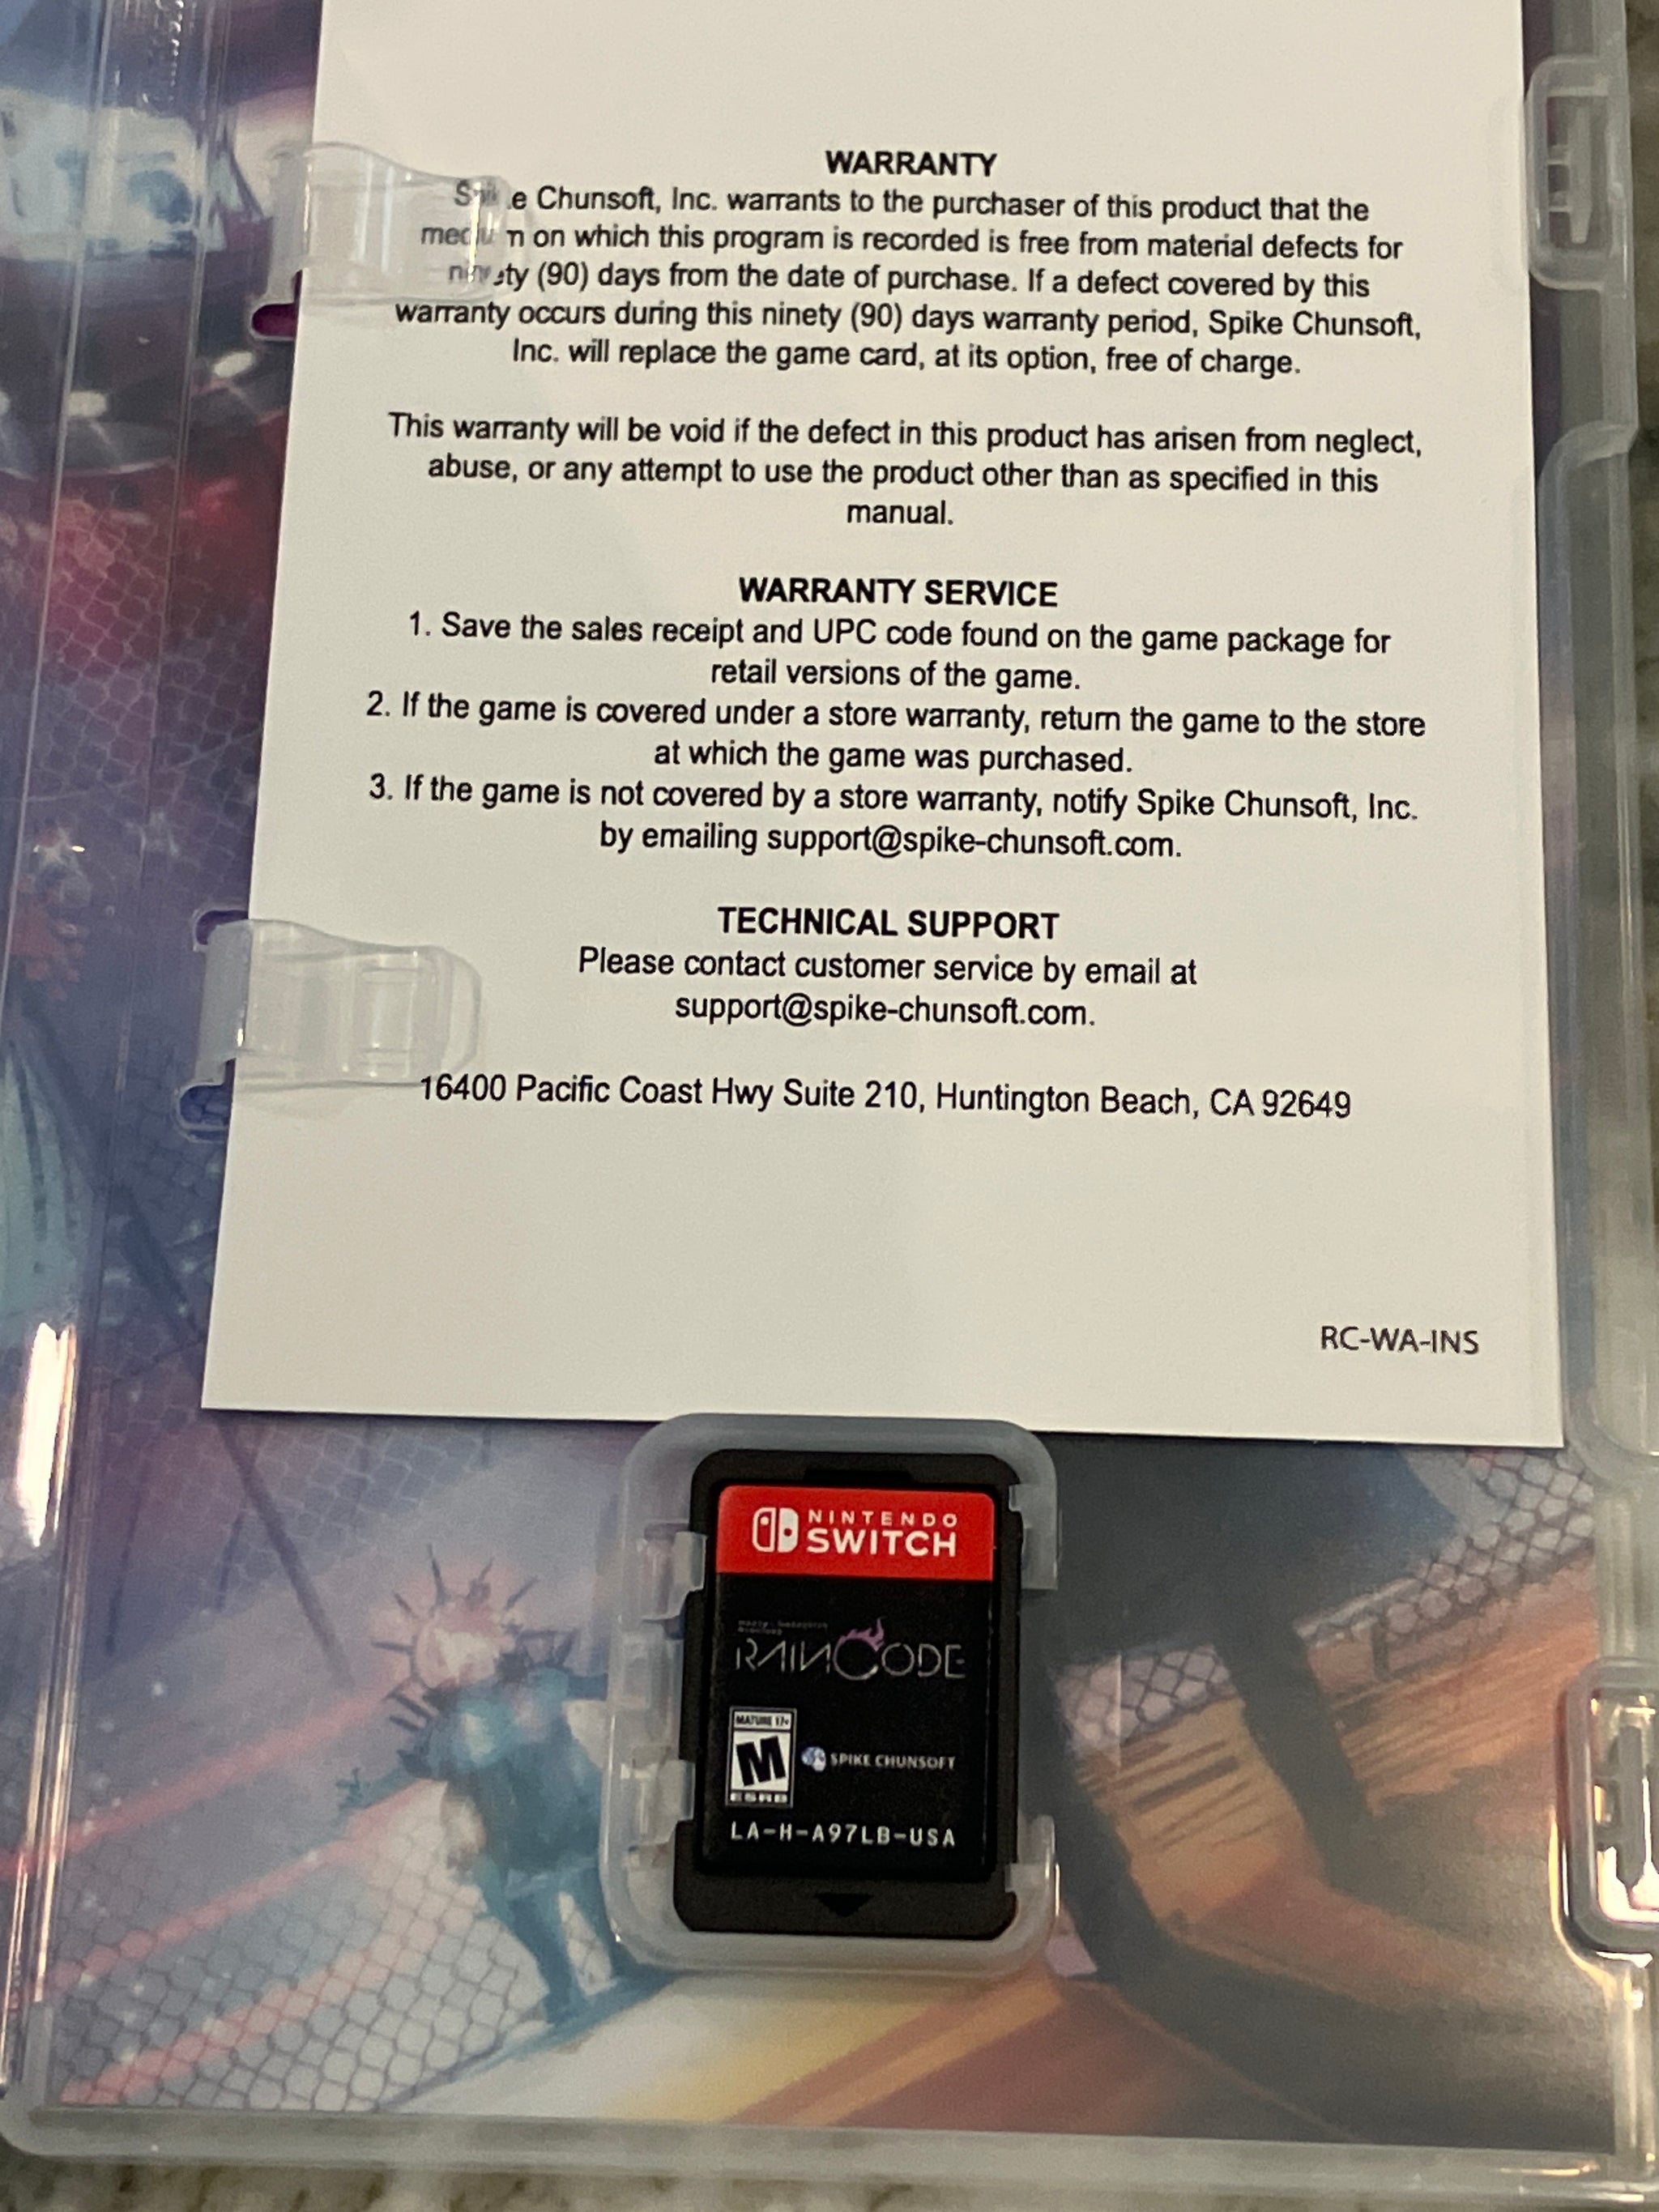 WARRANTY
Spike Chunsoft, Inc. warrants to the purchaser of this product that the
medium on which this program is recorded is free from material defects for
ninety (90) days from the date of purchase. If a defect covered by this
warranty occurs during this ninety (90) days warranty period, Spike Chunsoft,
Inc. will replace the game card, at its option, free of charge.
This warranty will be void if the defect in this product has arisen from neglect,
abuse, or any attempt to use the product other than as specified in this
manual.
WARRANTY SERVICE
1. Save the sales receipt and UPC code found on the game package for
retail versions of the game.
2. If the game is covered under a store warranty, return the game to the store
at which the game was purchased.
3. If the game is not covered by a store warranty, notify Spike Chunsoft, Inc.
by emailing support@spike-chunsoft.com.
TECHNICAL SUPPORT
Please contact customer service by email at
support@spike-chunsoft.com.
16400 Pacific Coast Hwy Suite 210, Huntington Beach, CA 92649
RC-WA-INS
NINTENDO
SWITCH
RAINCODE
MATURE 17+
M
ESRB
SPIKE CHUNSOFT
LA-H-A97LB-USA